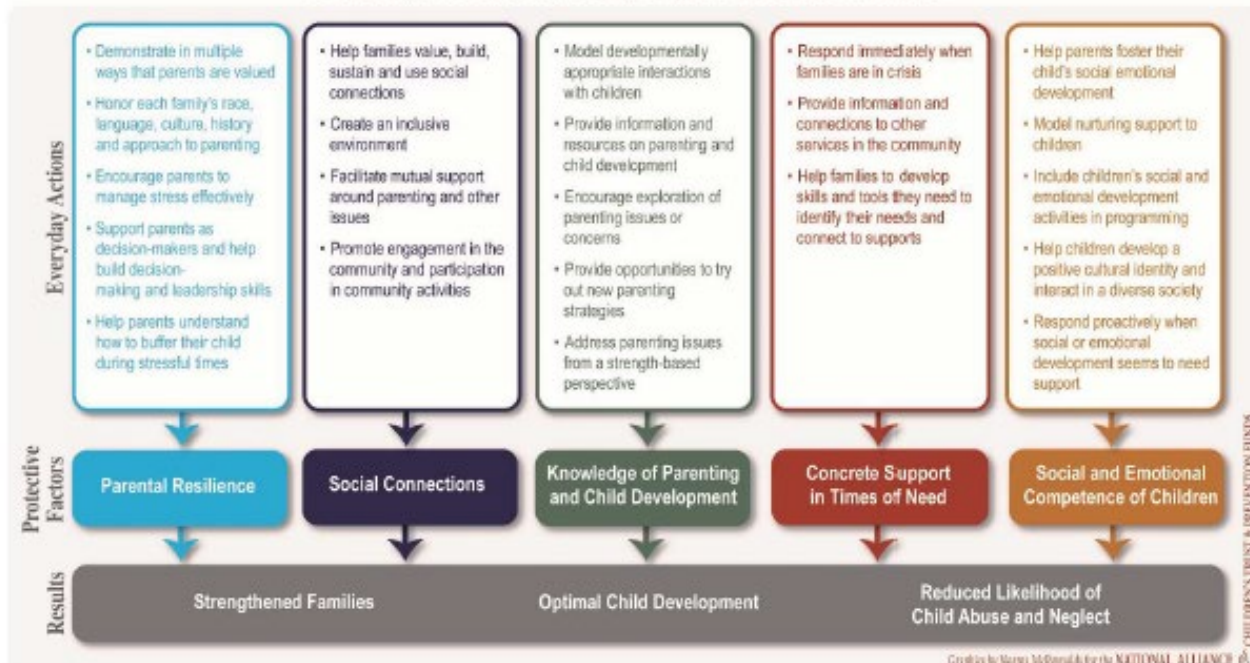 Everyday Actions
• Demonstrate in multiple
ways that parents are valued
• Honor each family's race,
language, culture, history
and approach to parenting
• Encourage parents to
manage stress effectively
• Support parents as
decision-makers and help
build decision-
making and leadership skills
• Help parents understand
how to buffer their child
during stressful times
• Help families value, build,
sustain and use social
connections
• Create an inclusive
environment
• Facilitate mutual support
around parenting and other
issues
• Promote engagement in the
community and participation
in community activities
• Model developmentally
appropriate interactions
with children
• Provide information and
resources on parenting and
child development
• Encourage exploration of
parenting issues or
concerns
• Provide opportunities to try
out new parenting
strategies
• Address parenting issues
from a strength-based
perspective
• Respond immediately when
families are in crisis
• Provide information and
connections to other
services in the community
• Help families to develop
skills and tools they need to
identify their needs and
connect to supports
• Help parents foster their
child's social emotional
development
• Model nurturing support to
children
• Include children's social and
emotional development
activities in programming
• Help children develop a
positive cultural identity and
interact in a diverse society
• Respond proactively when
social or emotional
development seems to need
support
Protective
Factors
Parental Resilience
Social Connections
Knowledge of Parenting
and Child Development
Concrete Support
in Times of Need
Social and Emotional
Competence of Children
Results
Strengthened Families
Optimal Child Development
Reduced Likelihood of
Child Abuse and Neglect
Graphics by Norma McReynolds for the NATIONAL ALLIANCE of
CHILDREN'S TRUST & PREVENTION FUNDS